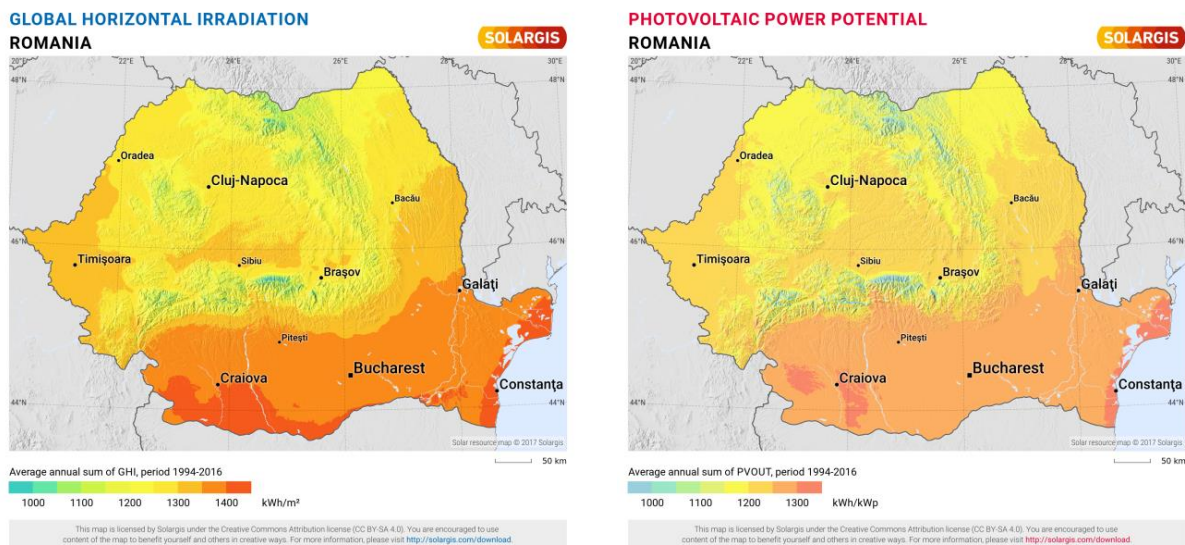 GLOBAL HORIZONTAL IRRADIATION
ROMANIA
SOLARGIS
20°E 22°E 24°E 26°E 28°E 30°E
48°N
48°N
Oradea
Cluj-Napoca
Bacău
46°N
46°N
Timişoara
Sibiu
Braşov
Galaţi
Piteşti
Bucharest
Craiova
Constanţa
44°N
44°N
Solar resource map © 2017 Solargis
50 km
Average annual sum of GHI, period 1994-2016
1000 1100 1200 1300 1400 kWh/m²
This map is licensed by Solargis under the Creative Commons Attribution license (CC BY-SA 4.0). You are encouraged to use
content of the map to benefit yourself and others in creative ways. For more information, please visit http://solargis.com/download.
PHOTOVOLTAIC POWER POTENTIAL
ROMANIA
SOLARGIS
20°E 22°E 24°E 26°E 28°E 30°E
48°N
48°N
Oradea
Cluj-Napoca
Bacău
46°N
46°N
Timişoara
Sibiu
Braşov
Galaţi
Piteşti
Bucharest
Craiova
Constanţa
44°N
44°N
Solar resource map © 2017 Solargis
50 km
Average annual sum of PVOUT, period 1994-2016
1000 1100 1200 1300 kWh/kWp
This map is licensed by Solargis under the Creative Commons Attribution license (CC BY-SA 4.0). You are encouraged to use
content of the map to benefit yourself and others in creative ways. For more information, please visit http://solargis.com/download.